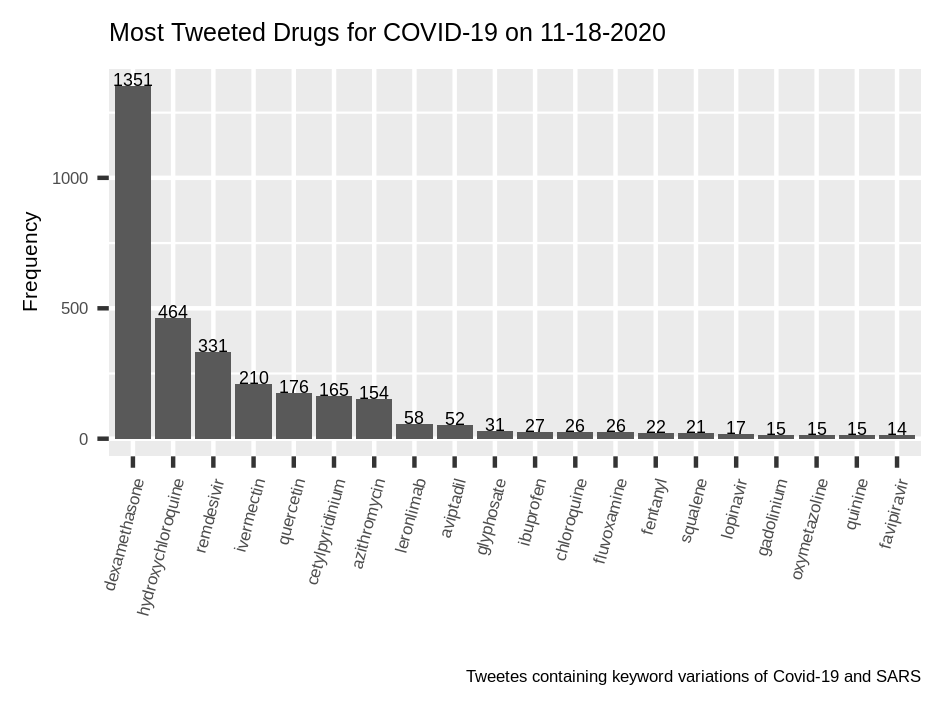 Most Tweeted Drugs for COVID-19 on 11-18-2020
Frequency
1000
500
0
1351
464
331
210
176
165
154
58
52
31
27
26
26
22
21
17
15
15
15
14
dexamethasone
hydroxychloroquine
remdesivir
ivermectin
quercetin
cetylpyridinium
azithromycin
leronlimab
aviptadil
glyphosate
ibuprofen
chloroquine
fluvoxamine
fentanyl
squalene
lopinavir
gadolinium
oxymetazoline
quinine
favipiravir
Tweetes containing keyword variations of Covid-19 and SARS